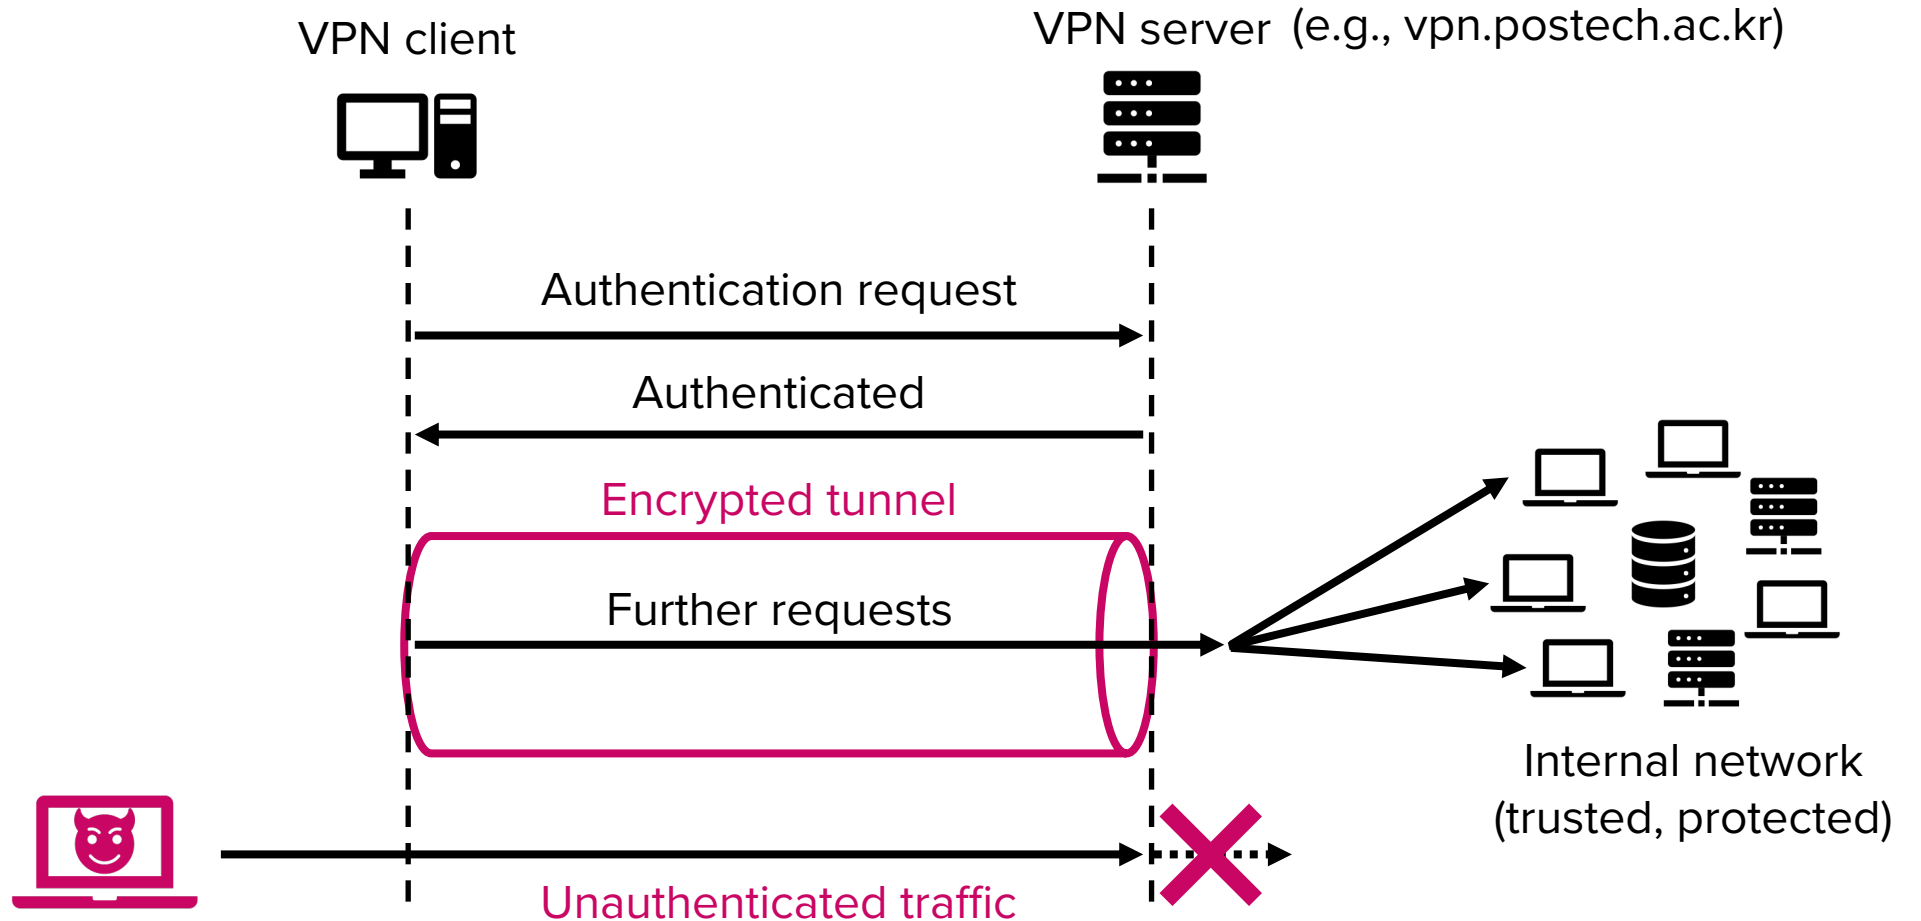 VPN client
VPN server (e.g., vpn.postech.ac.kr)
Authentication request
Authenticated
Encrypted tunnel
Further requests
Internal network
(trusted, protected)
Unauthenticated traffic